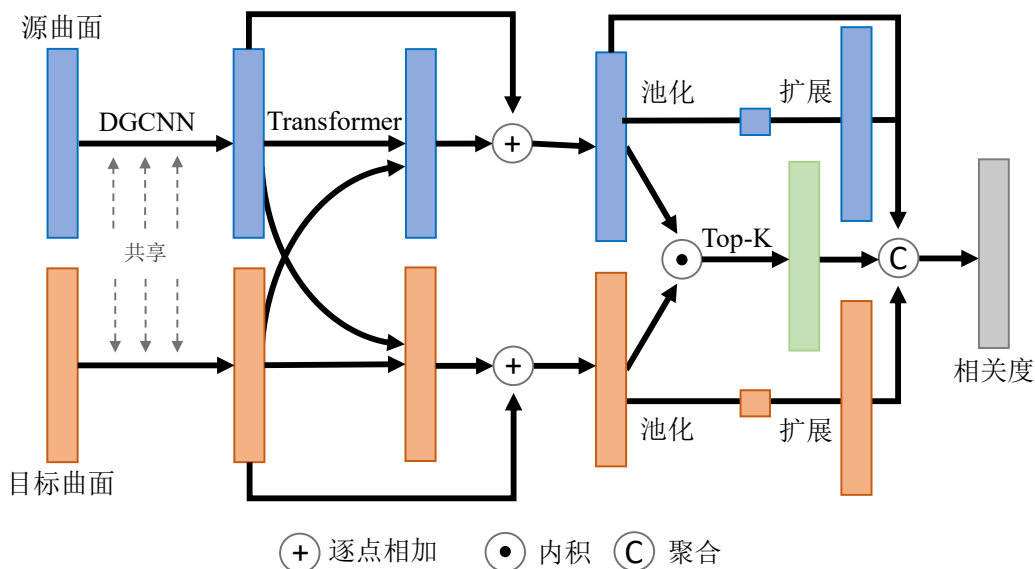 源曲面
DGCNN
Transformer
池化
扩展
共享
+
Top-K
C
+
相关度
池化
扩展
目标曲面
+ 逐点相加
内积
C 聚合